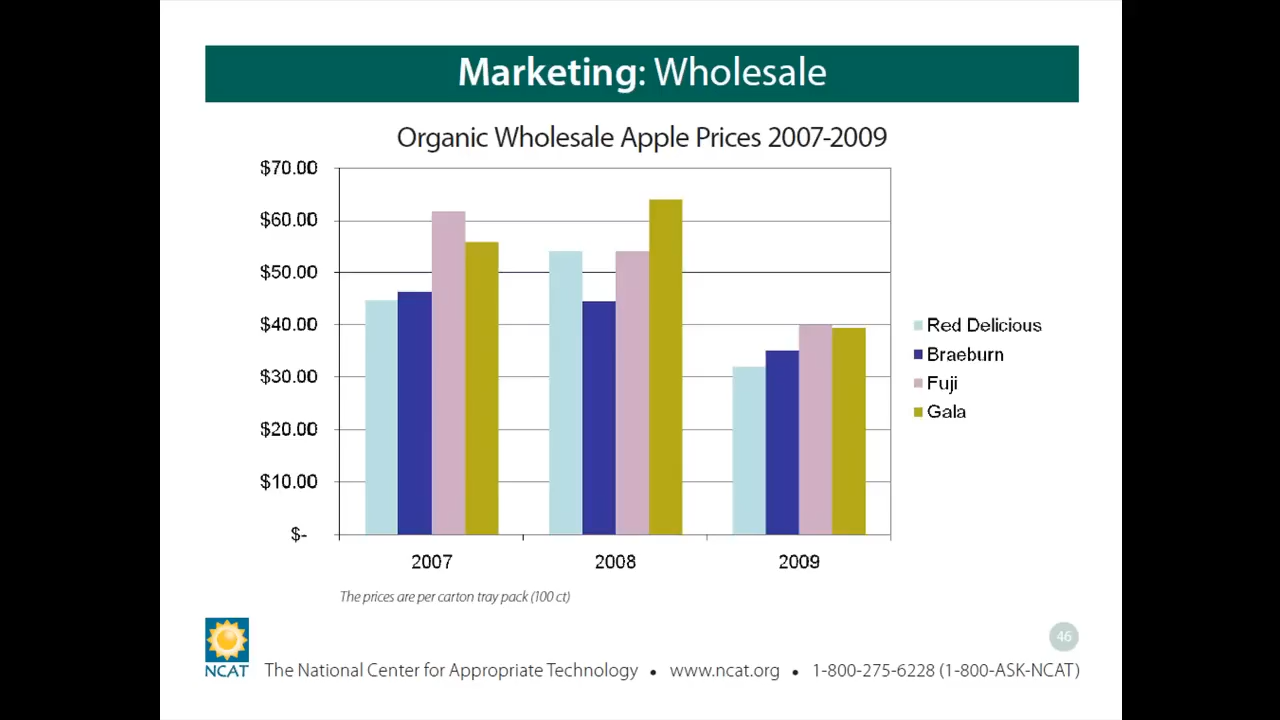 Marketing: Wholesale
Organic Wholesale Apple Prices 2007-2009
$70.00
$60.00
$50.00
$40.00
$30.00
$20.00
$10.00
$-
2007 2008 2009
Red Delicious
Braeburn
Fuji
Gala
The prices are per carton tray pack (100 ct)
46
NCAT
The National Center for Appropriate Technology • www.ncat.org • 1-800-275-6228 (1-800-ASK-NCAT)